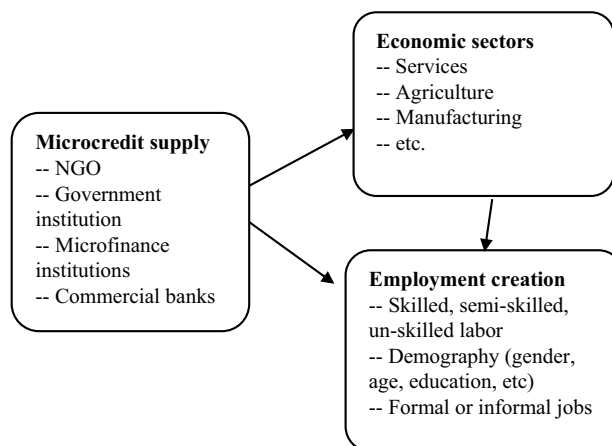 Economic sectors
-- Services
-- Agriculture
-- Manufacturing
-- etc.
Microcredit supply
-- NGO
-- Government
institution
-- Microfinance
institutions
-- Commercial banks
Employment creation
-- Skilled, semi-skilled,
un-skilled labor
-- Demography (gender,
age, education, etc)
-- Formal or informal jobs